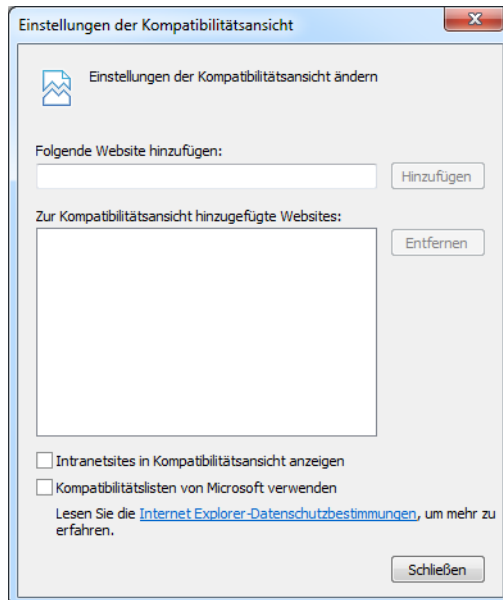 Einstellungen der Kompatibilitätsansicht
Einstellungen der Kompatibilitätsansicht ändern
Folgende Website hinzufügen:
Hinzufügen
Zur Kompatibilitätsansicht hinzugefügte Websites:
Entfernen
Intranetsites in Kompatibilitätsansicht anzeigen
Kompatibilitätslisten von Microsoft verwenden
Lesen Sie die Internet Explorer-Datenschutzbestimmungen, um mehr zu
erfahren.
Schließen